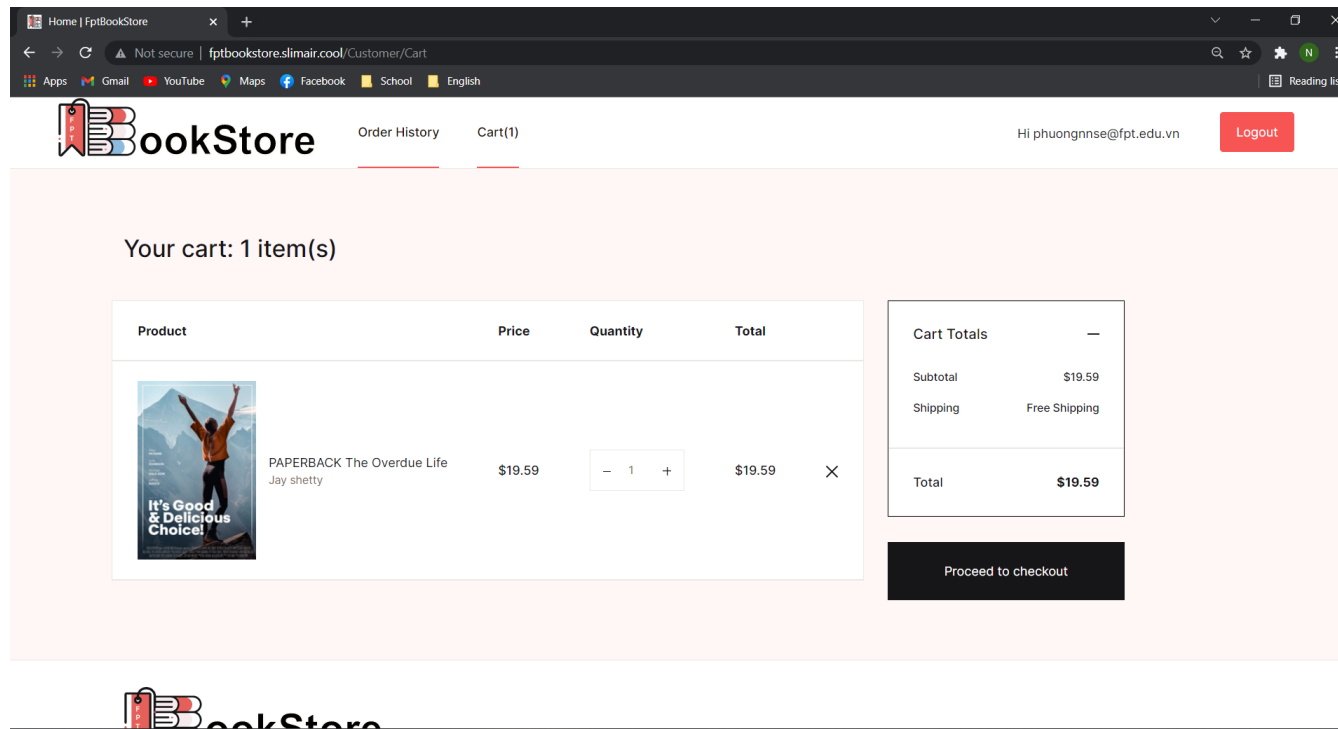 Home | FptBookStore
Not secure | fptbookstore.slimair.cool/Customer/Cart
N
Apps Gmail YouTube Maps Facebook School English Reading lis
FPT
BookStore
Order History Cart(1) Hi phuongnnse@fpt.edu.vn Logout
Your cart: 1 item(s)
Product Price Quantity Total
PAPERBACK The Overdue Life
Jay shetty
$19.59 – 1 + $19.59
It's Good
& Delicious
Choice!
Cart Totals
Subtotal $19.59
Shipping Free Shipping
Total $19.59
Proceed to checkout
FPT
BookStore